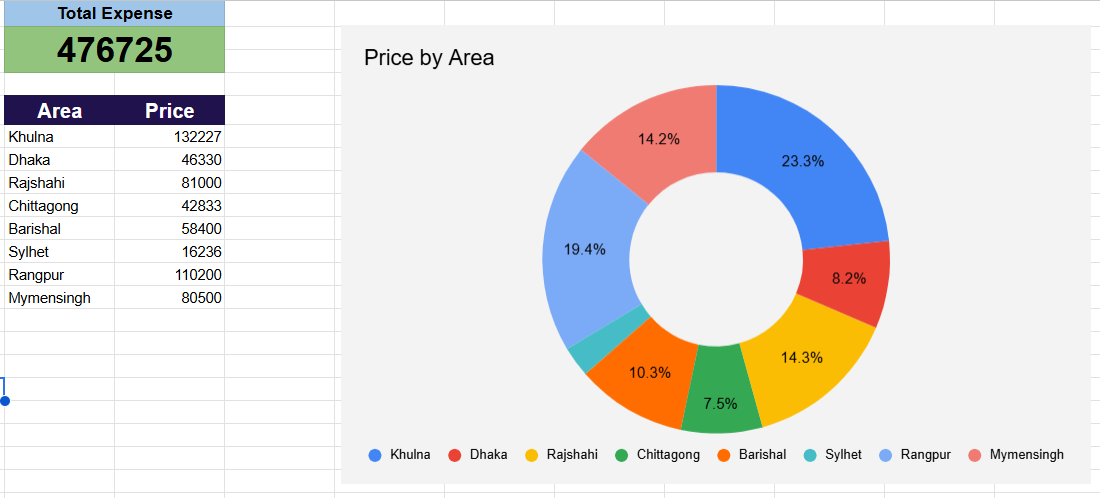 Total Expense
476725
Area Price
Khulna 132227
Dhaka 46330
Rajshahi 81000
Chittagong 42833
Barishal 58400
Sylhet 16236
Rangpur 110200
Mymensingh 80500
Price by Area
23.3%
8.2%
14.3%
7.5%
10.3%
19.4%
14.2%
Khulna Dhaka Rajshahi Chittagong Barishal Sylhet Rangpur Mymensingh